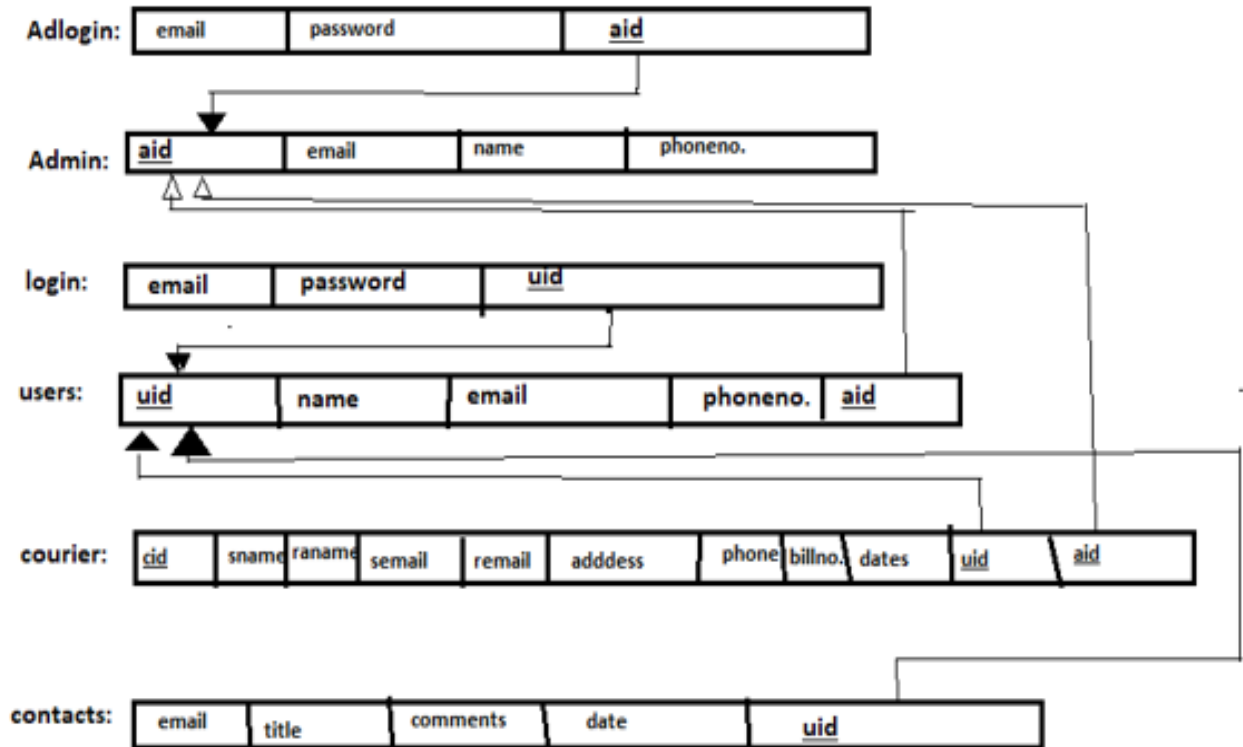 Adlogin: email password aid
Admin: aid email name phoneno.
login: email password uid
users: uid name email phoneno. aid
courier: cid sname raname semail remail adddess phone billno. dates uid aid
contacts: email title comments date uid